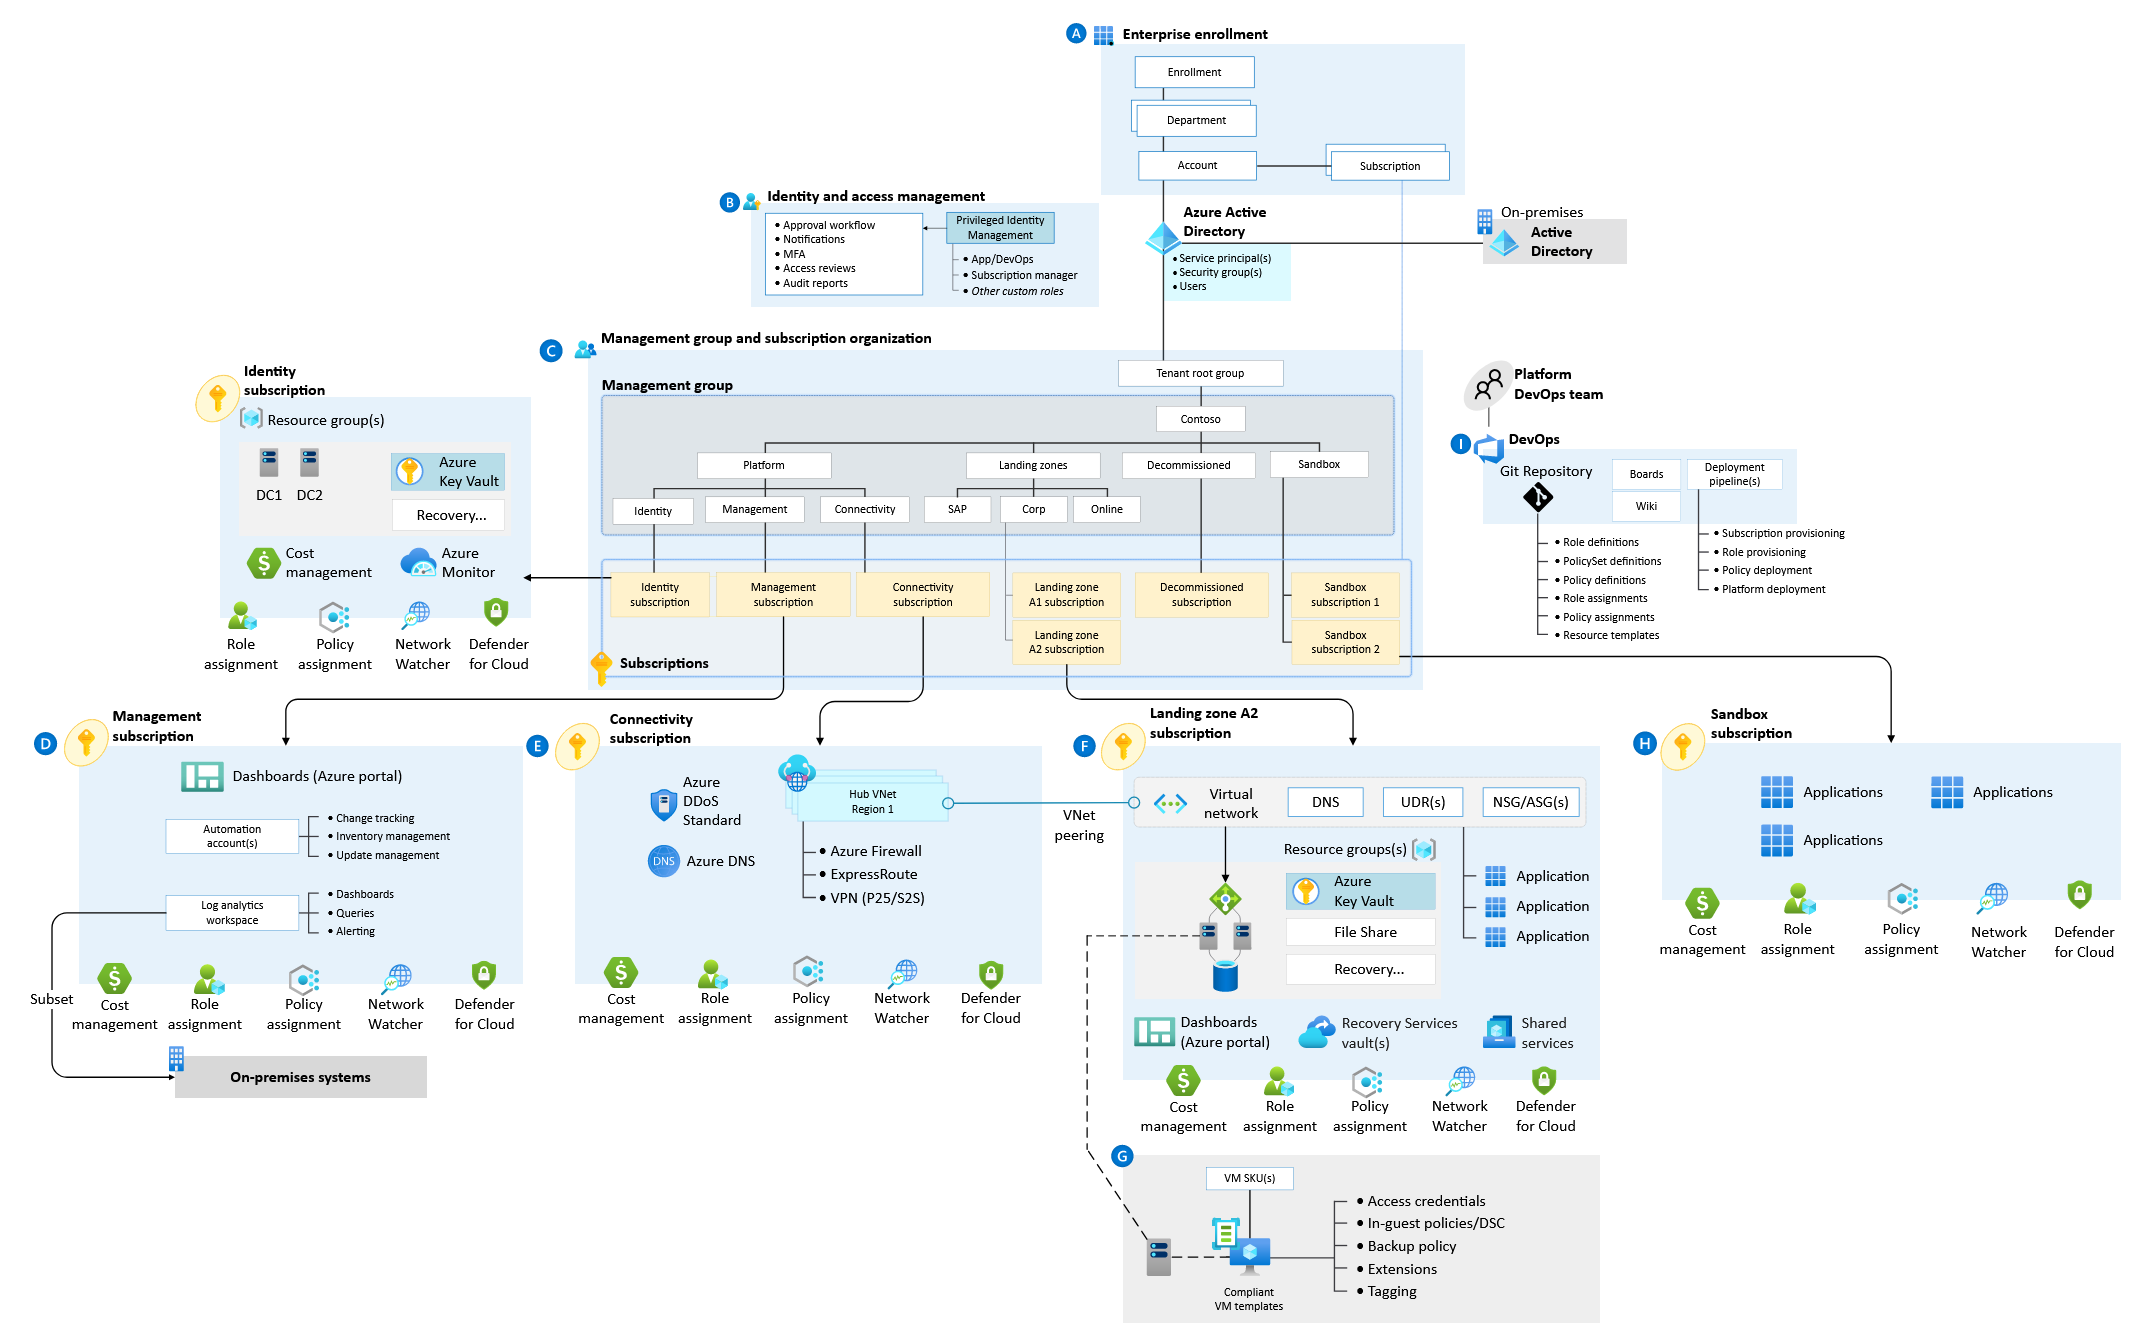 A
Enterprise enrollment
Enrollment
Department
Account
Subscription
B
Identity and access management
• Approval workflow
• Notifications
• MFA
• Access reviews
• Audit reports
Privileged Identity
Management
• App/DevOps
• Subscription manager
• Other custom roles
Azure Active
Directory
• Service principal(s)
• Security group(s)
• Users
On-premises
Active
Directory
C
Management group and subscription organization
Tenant root group
Management group
Contoso
Platform
Landing zones
Decommissioned
Sandbox
Identity
Management
Connectivity
SAP
Corp
Online
Identity
subscription
Management
subscription
Connectivity
subscription
Landing zone
A1 subscription
Landing zone
A2 subscription
Decommissioned
subscription
Sandbox
subscription 1
Sandbox
subscription 2
Subscriptions
Identity
subscription
Resource group(s)
DC1
DC2
Azure
Key Vault
Recovery...
Cost
management
Azure
Monitor
Role
assignment
Policy
assignment
Network
Watcher
Defender
for Cloud
Platform
DevOps team
I
DevOps
Git Repository
Boards
Wiki
Deployment
pipeline(s)
• Role definitions
• PolicySet definitions
• Policy definitions
• Role assignments
• Policy assignments
• Resource templates
• Subscription provisioning
• Role provisioning
• Policy deployment
• Platform deployment
D
Management
subscription
Dashboards (Azure portal)
Automation
account(s)
• Change tracking
• Inventory management
• Update management
Log analytics
workspace
• Dashboards
• Queries
• Alerting
Subset
Cost
management
Role
assignment
Policy
assignment
Network
Watcher
Defender
for Cloud
On-premises systems
E
Connectivity
subscription
Azure
DDoS
Standard
DNS
Azure DNS
Hub VNet
Region 1
• Azure Firewall
• ExpressRoute
• VPN (P25/S2S)
Cost
management
Role
assignment
Policy
assignment
Network
Watcher
Defender
for Cloud
VNet
peering
F
Landing zone A2
subscription
Virtual
network
DNS
UDR(s)
NSG/ASG(s)
Resource groups(s)
Azure
Key Vault
File Share
Recovery...
Application
Application
Application
Dashboards
(Azure portal)
Recovery Services
vault(s)
Shared
services
Cost
management
Role
assignment
Policy
assignment
Network
Watcher
Defender
for Cloud
G
VM SKU(s)
Compliant
VM templates
• Access credentials
• In-guest policies/DSC
• Backup policy
• Extensions
• Tagging
H
Sandbox
subscription
Applications
Applications
Applications
Cost
management
Role
assignment
Policy
assignment
Network
Watcher
Defender
for Cloud